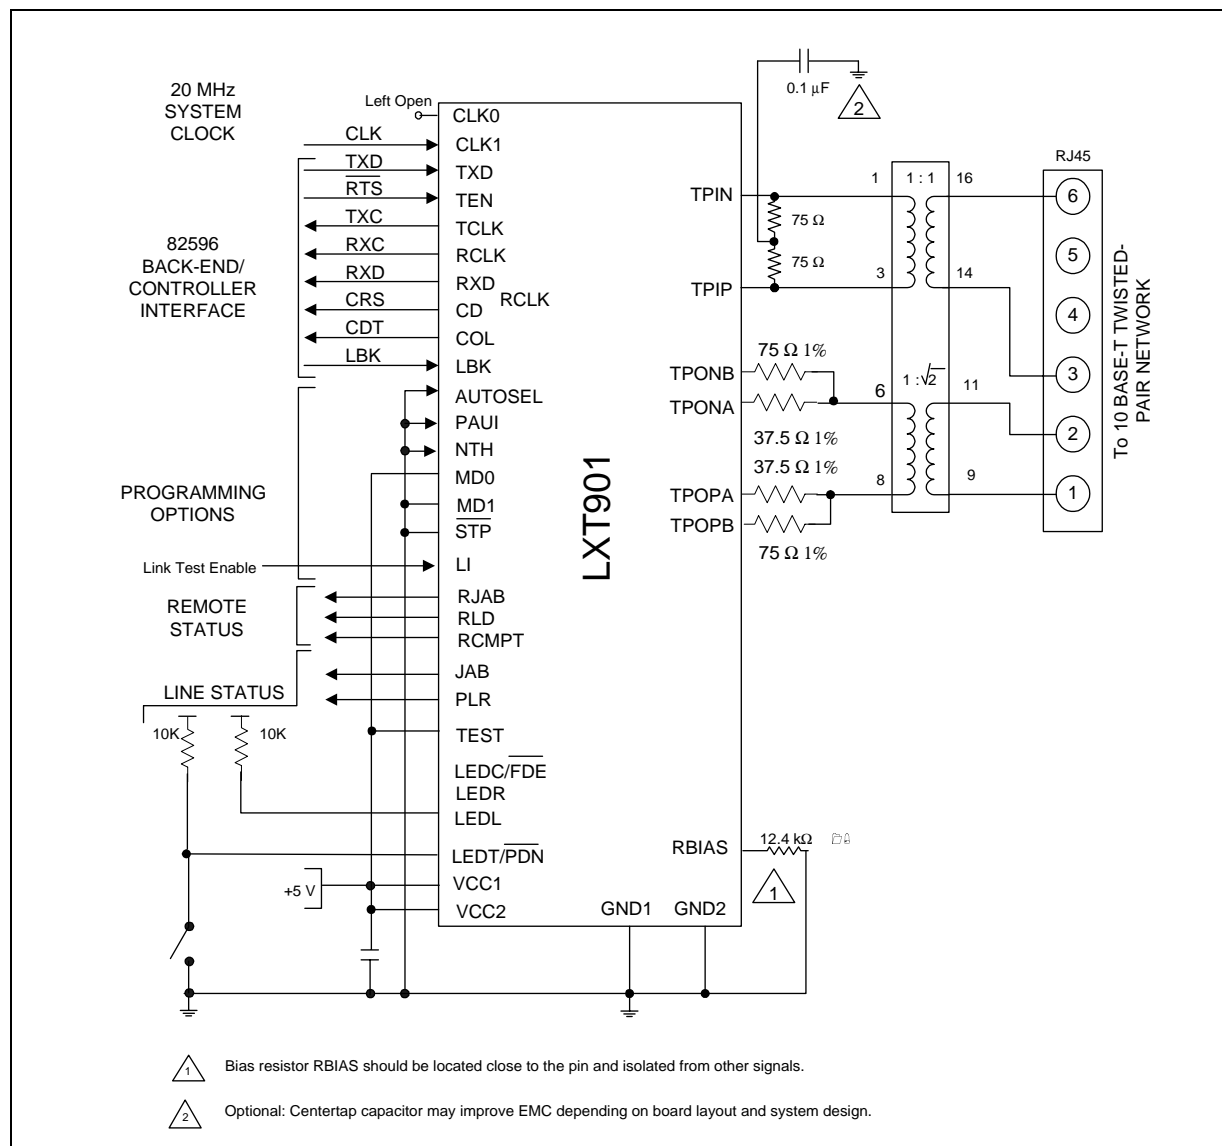 20 MHz
SYSTEM
CLOCK
82596
BACK-END/
CONTROLLER
INTERFACE
PROGRAMMING
OPTIONS
Link Test Enable
REMOTE
STATUS
LINE STATUS
10K
10K
+5 V
Left Open
CLK
TXD
RTS
TXC
RXC
RXD
CRS
CDT
LBK
CLK0
CLK1
TXD
TEN
TCLK
RCLK
RXD
RCLK
CD
COL
LBK
AUTOSEL
PAUI
NTH
MD0
MD1
STP
LI
RJAB
RLD
RCMPT
JAB
PLR
TEST
LEDC/FDE
LEDR
LEDL
LEDT/PDN
VCC1
VCC2
LXT901
GND1
GND2
TPIN
TPIP
TPONB
TPONA
TPOPA
TPOPB
RBIAS
0.1 µF
2
75 Ω
75 Ω
75 Ω 1%
37.5 Ω 1%
37.5 Ω 1%
75 Ω 1%
12.4 kΩ
1
1
1 : 1
16
3
14
6
1 : √2
11
8
9
RJ45
6
5
4
3
2
1
To 10 BASE-T TWISTED-
PAIR NETWORK
1 Bias resistor RBIAS should be located close to the pin and isolated from other signals.
2 Optional: Centertap capacitor may improve EMC depending on board layout and system design.